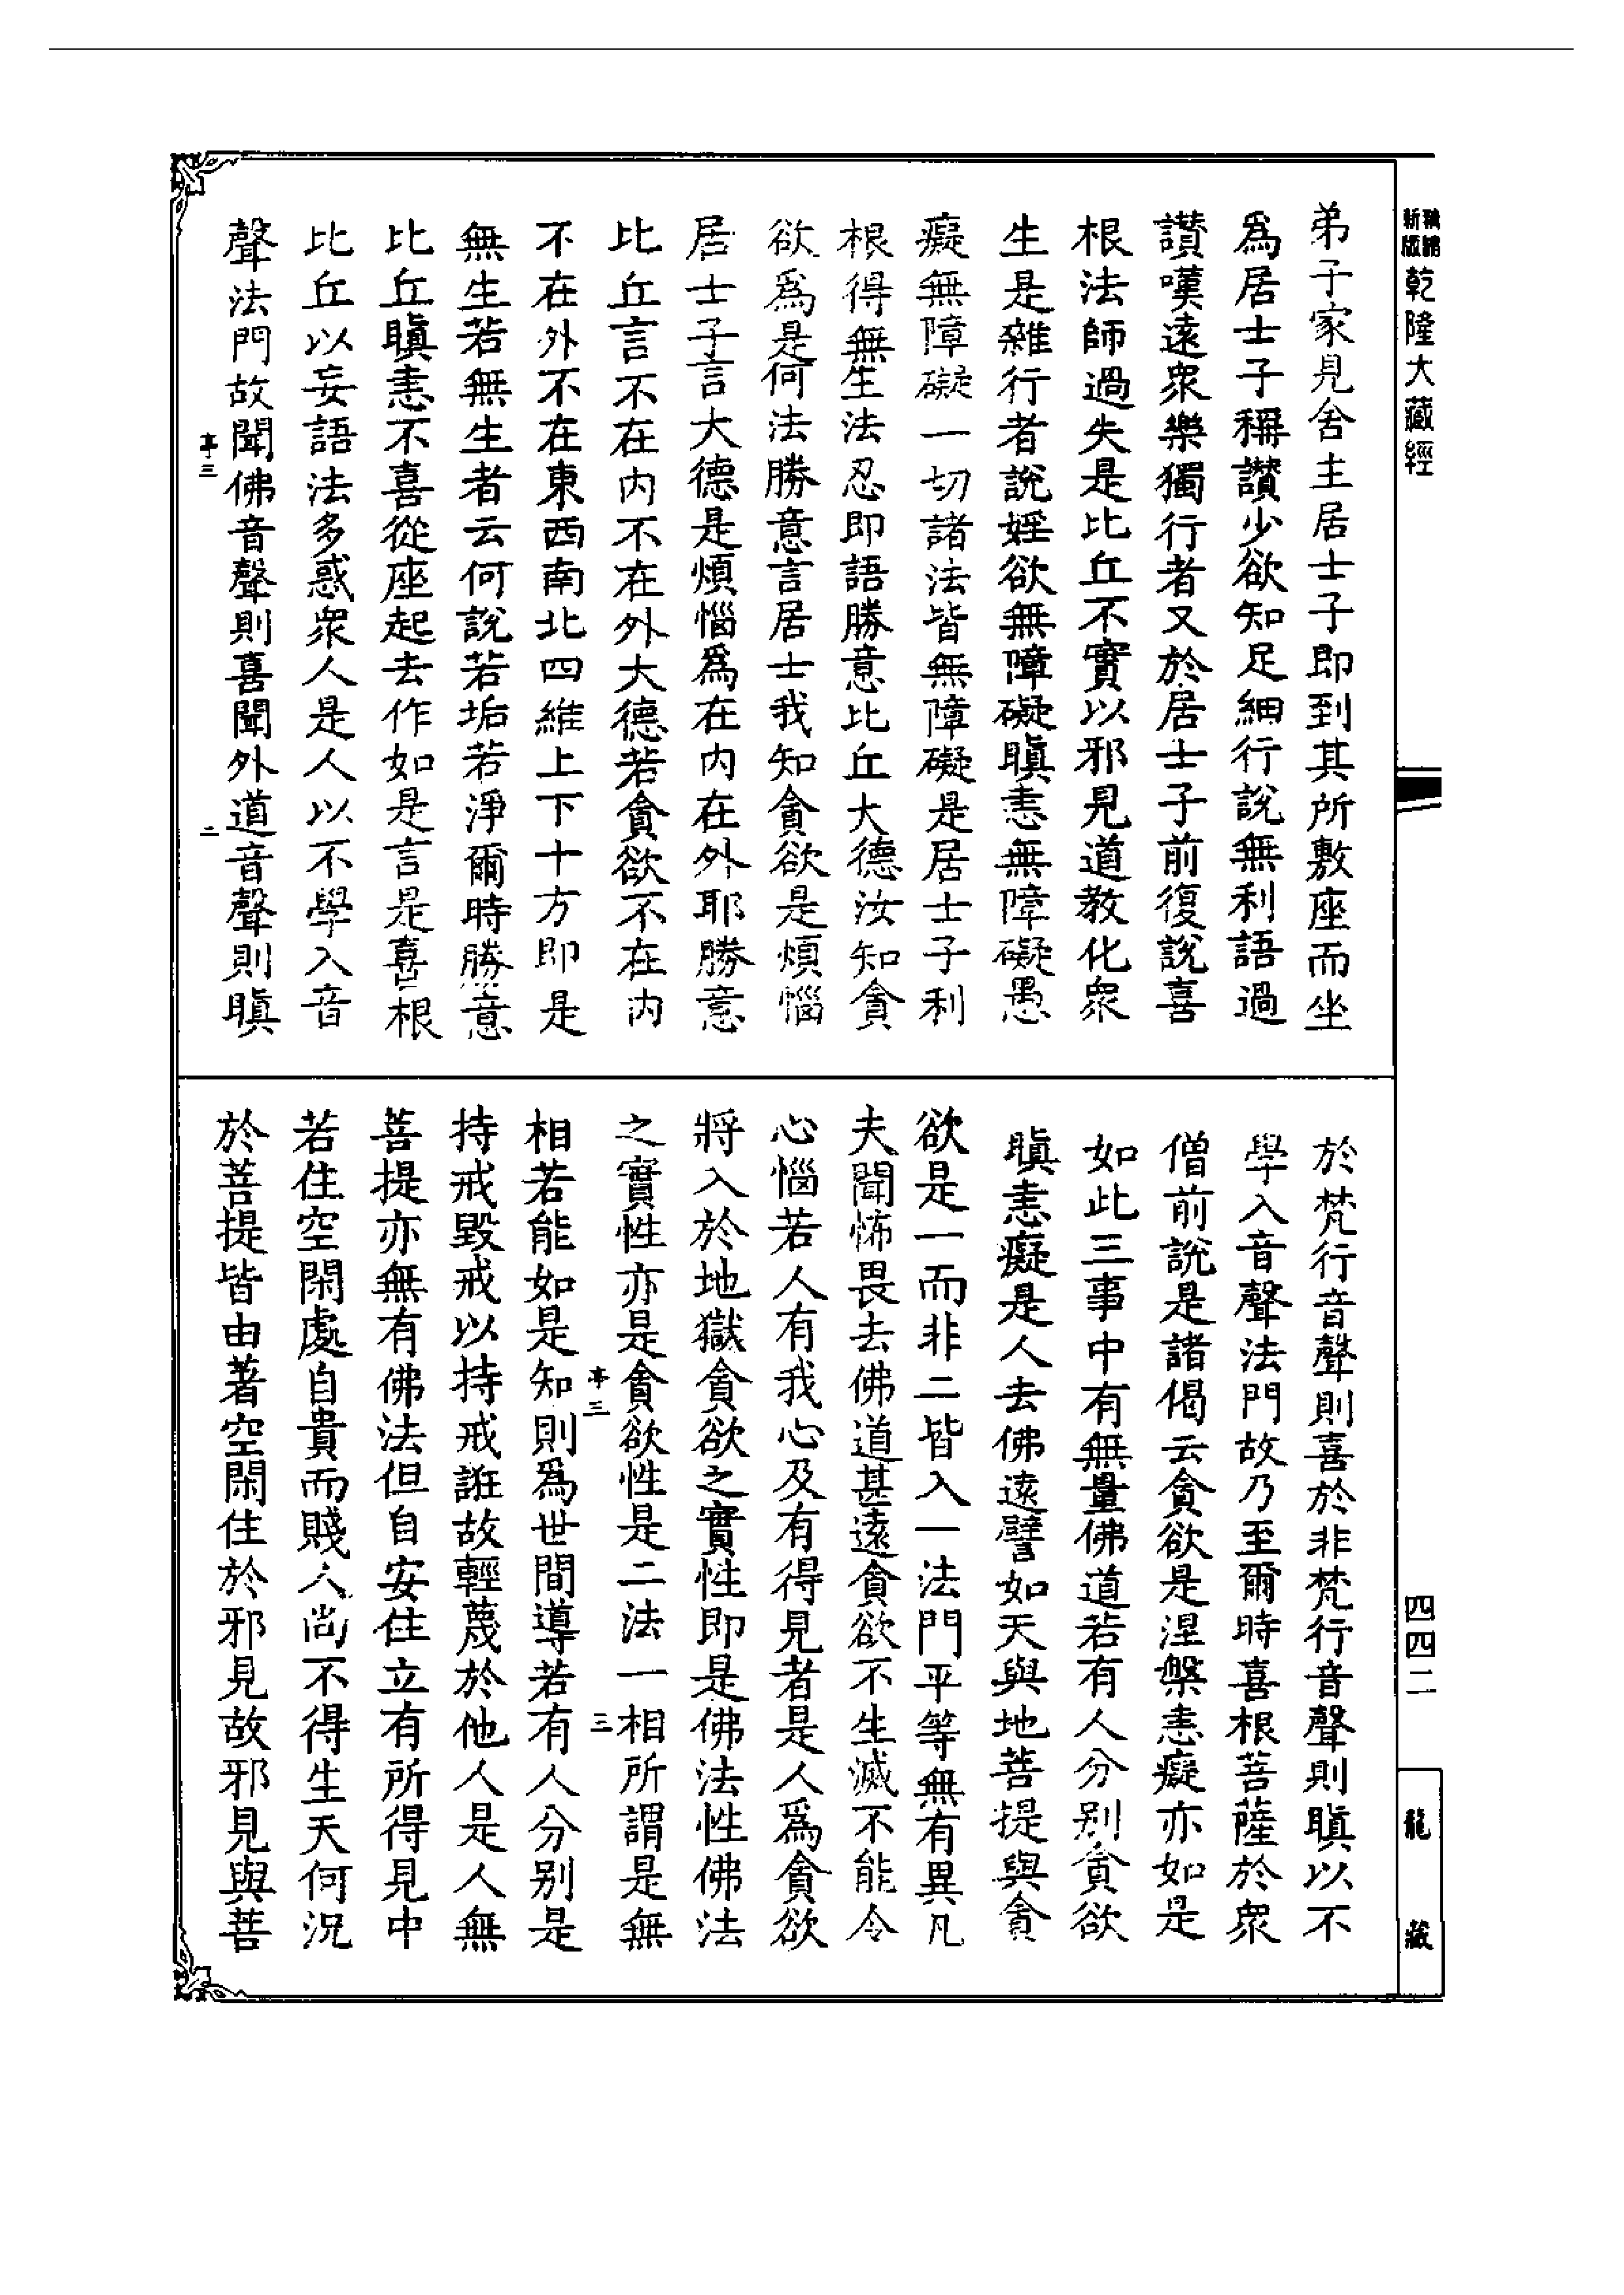 乾隆大藏經
弟子家見舍主居士子即到其所敷座而坐
爲居士子稱讃少欲知足細行說無利語過
讃嘆遠衆樂獨行者又於居士子前復說喜
根法師過失是比丘不實以邪見道教化衆
生是雜行者說婬欲無障礙瞋恚無障礙愚
癡無障礙一切諸法皆無障礙是居士子利
根得無生法忍即語勝意比丘大德汝知貪
欲爲是何法勝意言居士我知貪欲是煩惱
居士子言大德是煩惱爲在内在外耶勝意
比丘言不在内不在外大德若貪欲不在内
不在外不在東西南北四維上下十方即是
無生若無生者云何說若垢若淨爾時勝意
比丘瞋恚不喜從座起去作如是言是喜根
比丘以妄語法多惑衆人是人以不學入音
聲法門故聞佛音聲則喜聞外道音聲則瞋
亭三
二
於梵行音聲則喜於非梵行音聲則瞋以不
學入音聲法門故乃至爾時喜根菩薩於衆
僧前說是諸偈云貪欲是涅槃恚癡亦如是
如此三事中有無量佛道若有人分别貪欲
瞋恚癡是人去佛遠譬如天與地菩提與貪
欲是一而非二皆入一法門平等無有異凡
夫聞怖畏去佛道甚遠貪欲不生滅不能令
心惱若人有我心及有得見者是人爲貪欲
將入於地獄貪欲之實性即是佛法性佛法
之實性亦是貪欲性是二法一相所謂是無
亭三
三
相若能如是知則爲世間導若有人分别是
持戒毀戒以持戒誑故輕蔑於他人是人無
菩提亦無有佛法但自安住立有所得見中
若住空閑處自貴而賤人尚不得生天何況
於菩提皆由著空閑住於邪見故邪見與菩
四四二
龍藏